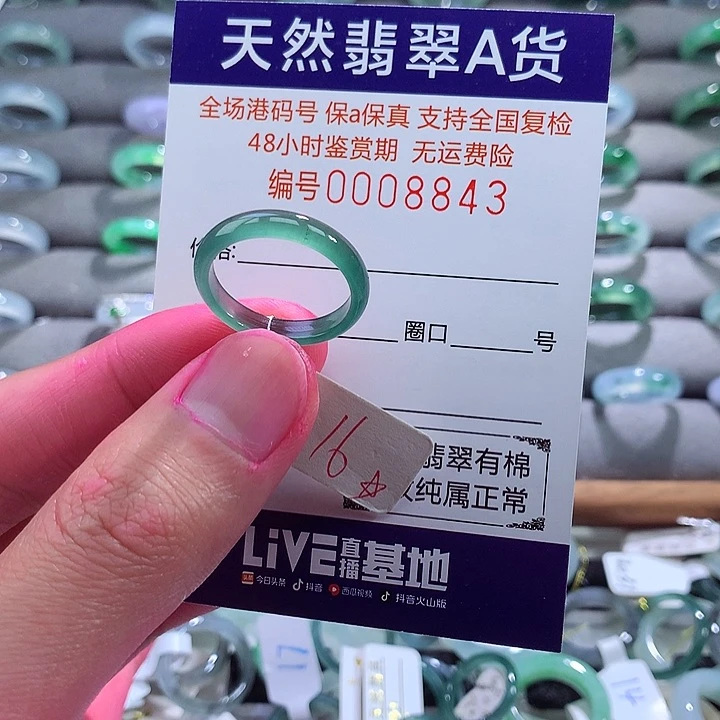 天然翡翠A货
全场港码号 保a保真 支持全国复检
48小时鉴赏期 无运费险
编号0008843
圈口 号
16
翡翠有棉
纯属正常
LiVE直播基地
今日头条 抖音 西瓜视频 抖音火山版
17